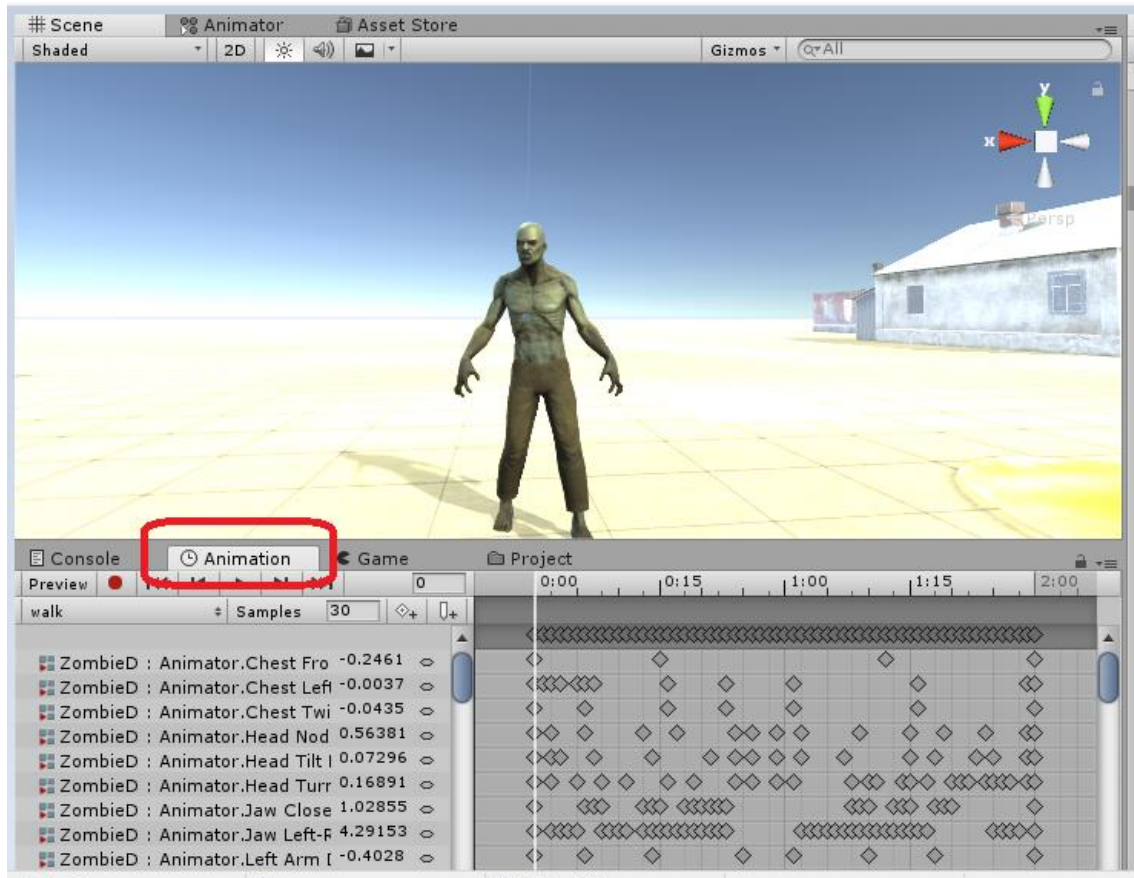 Scene Animator Asset Store
Shaded 2D Gizmos All
y
x
Persp
Console Animation Game Project
Preview 0 0:00 0:15 1:00 1:15 2:00
walk Samples 30
ZombieD : Animator.Chest Fro -0.2461
ZombieD : Animator.Chest Left -0.0037
ZombieD : Animator.Chest Twi -0.0435
ZombieD : Animator.Head Nod 0.56381
ZombieD : Animator.Head Tilt 0.07296
ZombieD : Animator.Head Turr 0.16891
ZombieD : Animator.Jaw Close 1.02855
ZombieD : Animator.Jaw Left-R 4.29153
ZombieD : Animator.Left Arm -0.4028